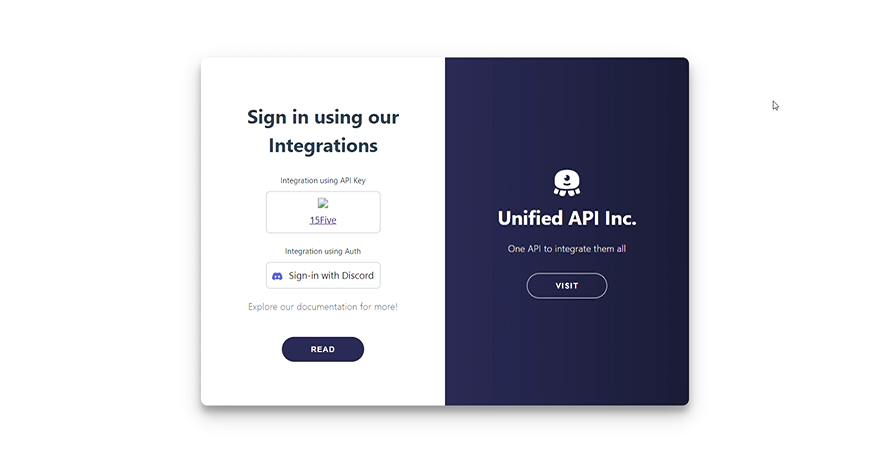 Sign in using our
Integrations
Integration using API Key
15Five
Integration using Auth
Sign-in with Discord
Explore our documentation for more!
READ
Unified API Inc.
One API to integrate them all
VISIT